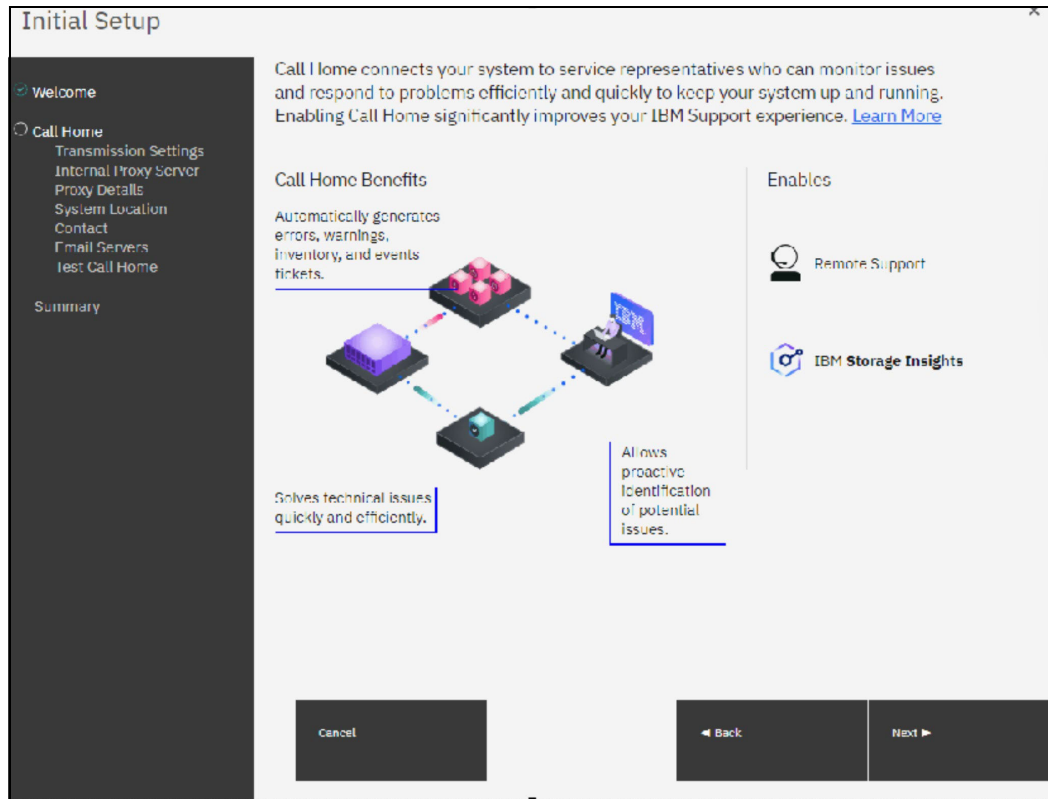 Initial Setup
Welcome
Call Home
Transmission Settings
Internal Proxy Server
Proxy Details
System Location
Contact
Email Servers
Test Call Home
Summary
Call Home connects your system to service representatives who can monitor issues
and respond to problems efficiently and quickly to keep your system up and running.
Enabling Call Home significantly improves your IBM Support experience. Learn More
Call Home Benefits
Automatically generates
errors, warnings,
inventory, and events
tickets.
IBM
Solves technical issues
quickly and efficiently.
Allows
proactive
identification
of potential
issues.
Enables
Remote Support
IBM Storage Insights
Cancel
◄ Back
Next ►